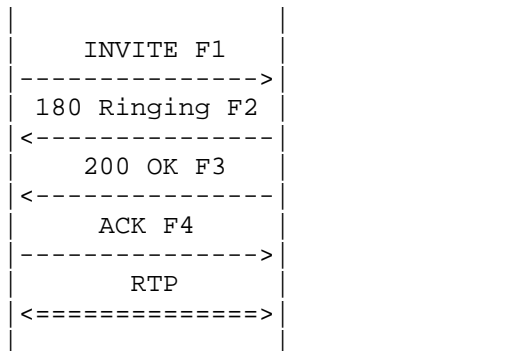 INVITE F1
--------------->
180 Ringing F2
<---------------
200 OK F3
<---------------
ACK F4
--------------->
RTP
<==============>